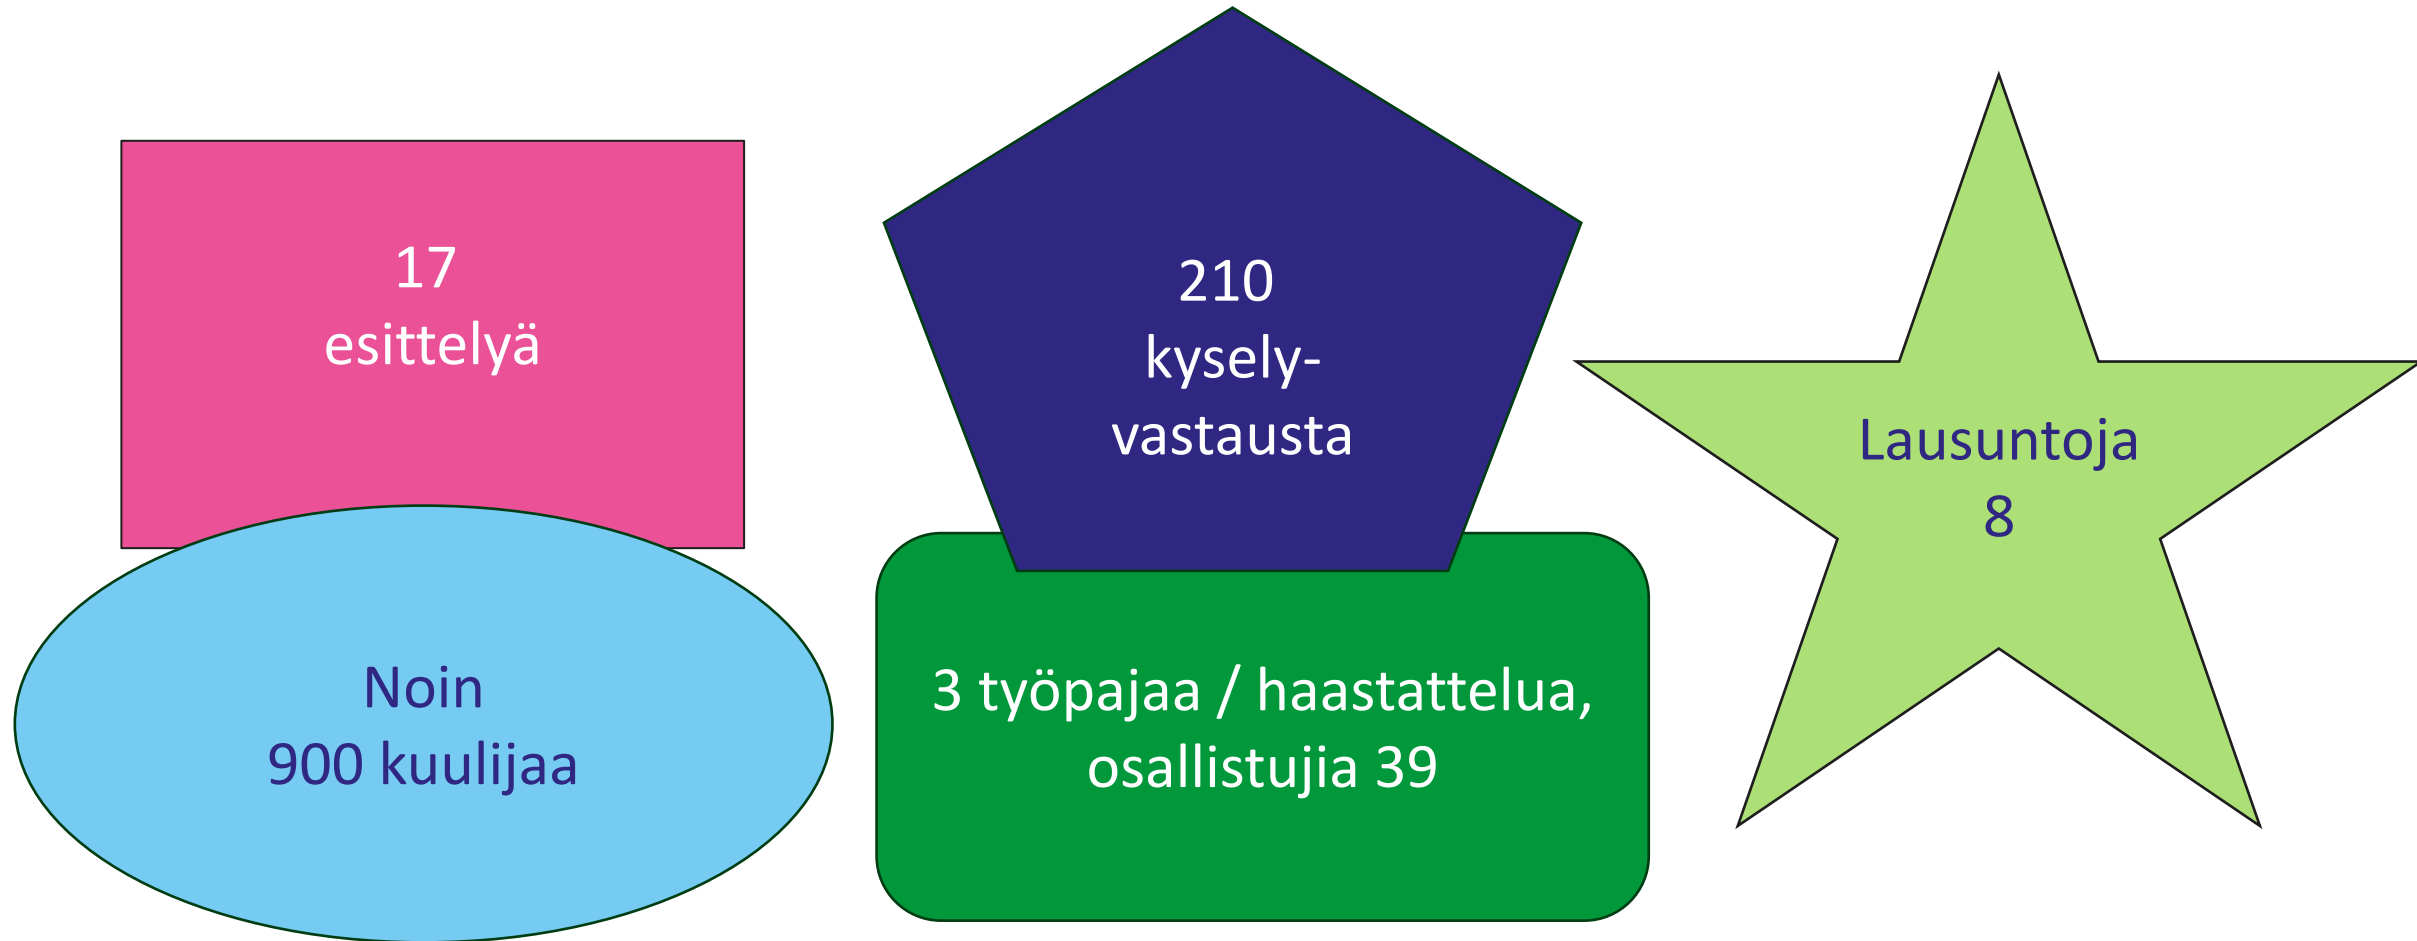 17
esittelyä
Noin
900 kuulijaa
210
kysely-
vastausta
3 työpajaa / haastattelua,
osallistujia 39
Lausuntoja
8